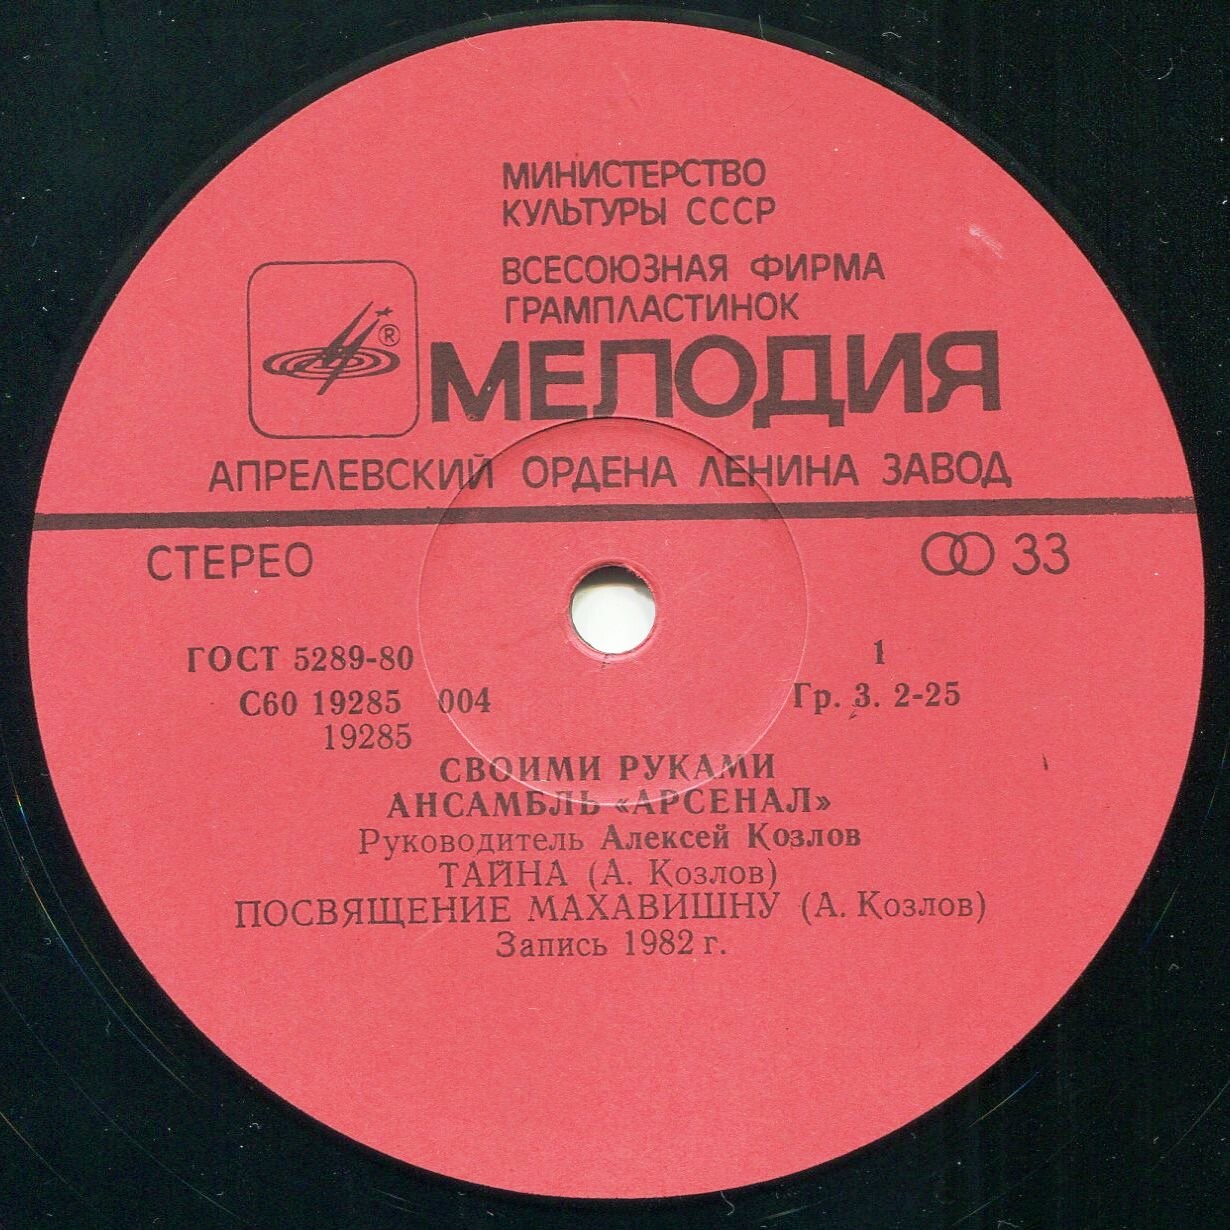 МИНИСТЕРСТВО
КУЛЬТУРЫ СССР
ВСЕСОЮЗНАЯ ФИРМА
ГРАМПЛАСТИНОК
®
МЕЛОДИЯ
АПРЕЛЕВСКИЙ ОРДЕНА ЛЕНИНА ЗАВОД
СТЕРЕО 33
ГОСТ 5289-80 1
С60 19285 004 Гр. 3. 2-25
19285
СВОИМИ РУКАМИ
АНСАМБЛЬ «АРСЕНАЛ»
Руководитель Алексей Козлов
ТАЙНА (А. Козлов)
ПОСВЯЩЕНИЕ МАХАВИШНУ (А. Козлов)
Запись 1982 г.